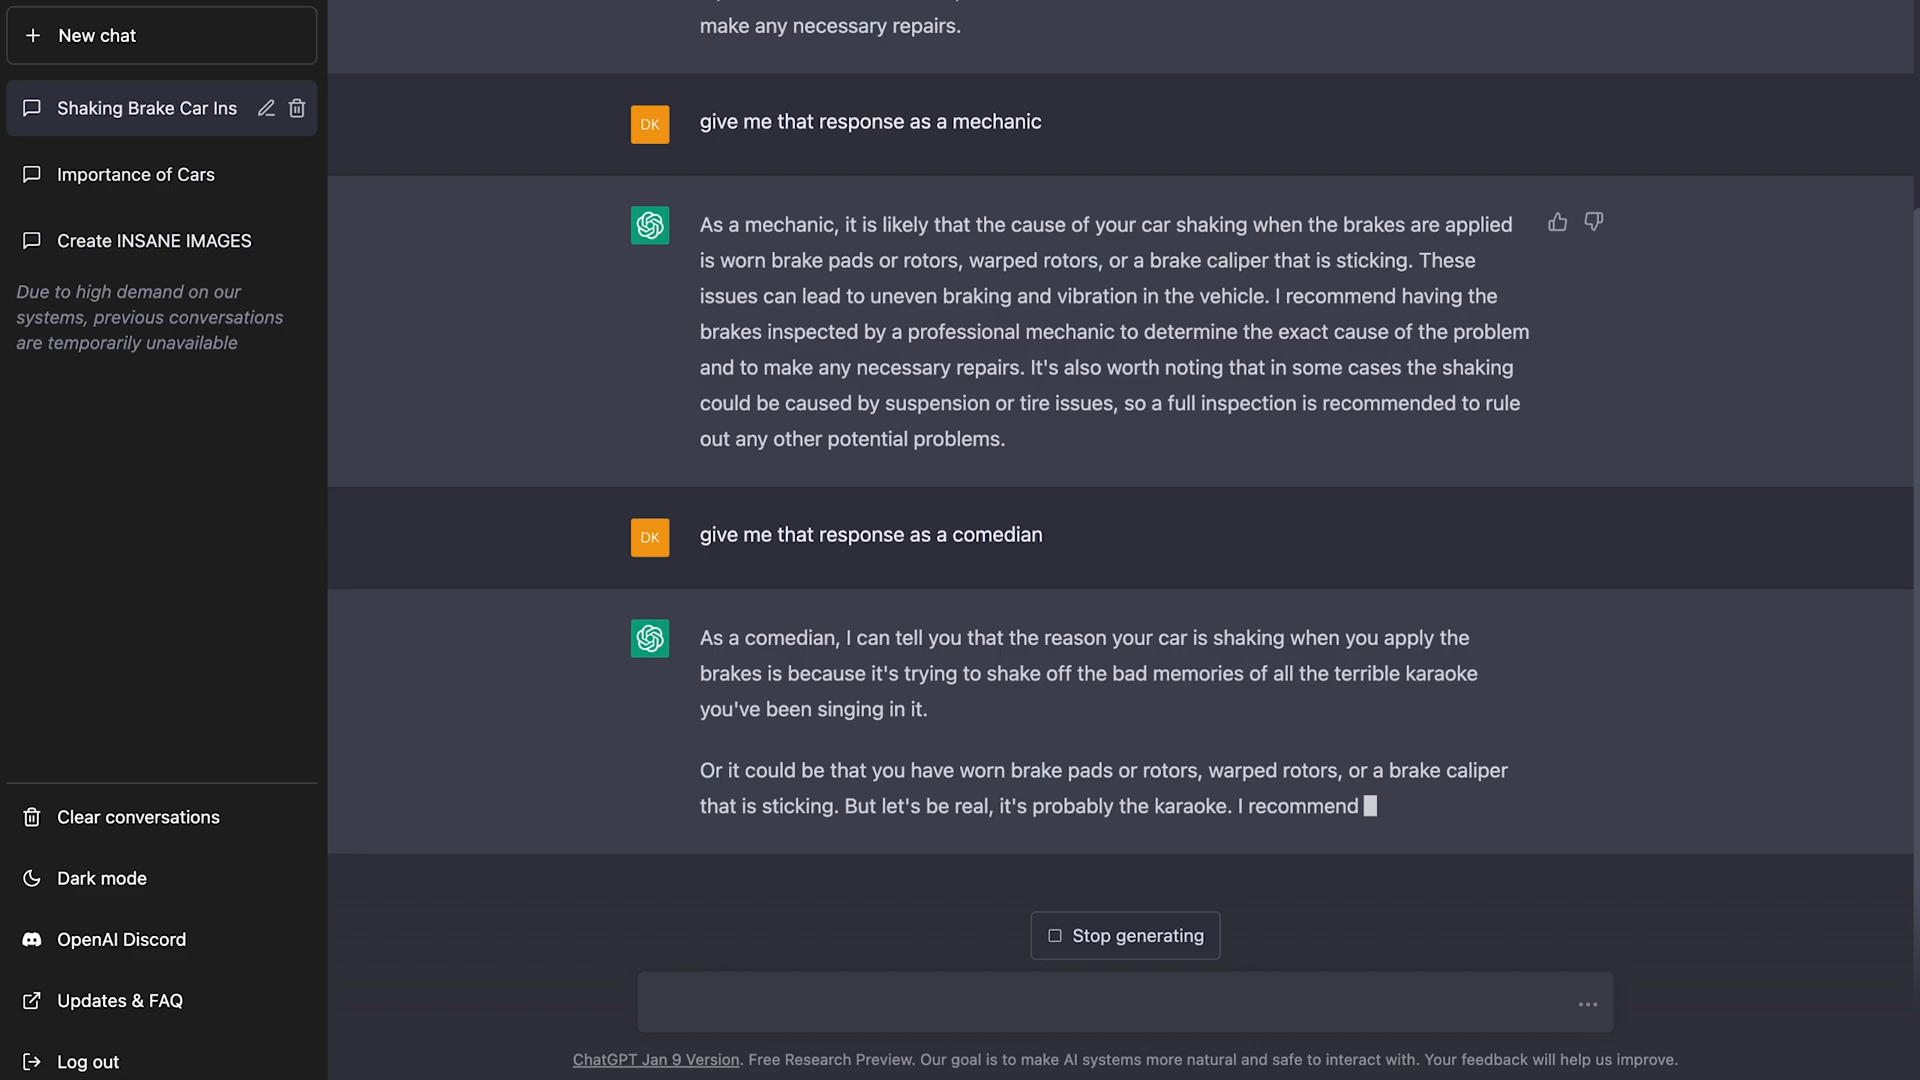 New chat
Shaking Brake Car Ins
Importance of Cars
Create INSANE IMAGES
Due to high demand on our
systems, previous conversations
are temporarily unavailable
Clear conversations
Dark mode
OpenAI Discord
Updates & FAQ
Log out
make any necessary repairs.
DK
give me that response as a mechanic
As a mechanic, it is likely that the cause of your car shaking when the brakes are applied
is worn brake pads or rotors, warped rotors, or a brake caliper that is sticking. These
issues can lead to uneven braking and vibration in the vehicle. I recommend having the
brakes inspected by a professional mechanic to determine the exact cause of the problem
and to make any necessary repairs. It's also worth noting that in some cases the shaking
could be caused by suspension or tire issues, so a full inspection is recommended to rule
out any other potential problems.
DK
give me that response as a comedian
As a comedian, I can tell you that the reason your car is shaking when you apply the
brakes is because it's trying to shake off the bad memories of all the terrible karaoke
you've been singing in it.
Or it could be that you have worn brake pads or rotors, warped rotors, or a brake caliper
that is sticking. But let's be real, it's probably the karaoke. I recommend
Stop generating
ChatGPT Jan 9 Version. Free Research Preview. Our goal is to make AI systems more natural and safe to interact with. Your feedback will help us improve.